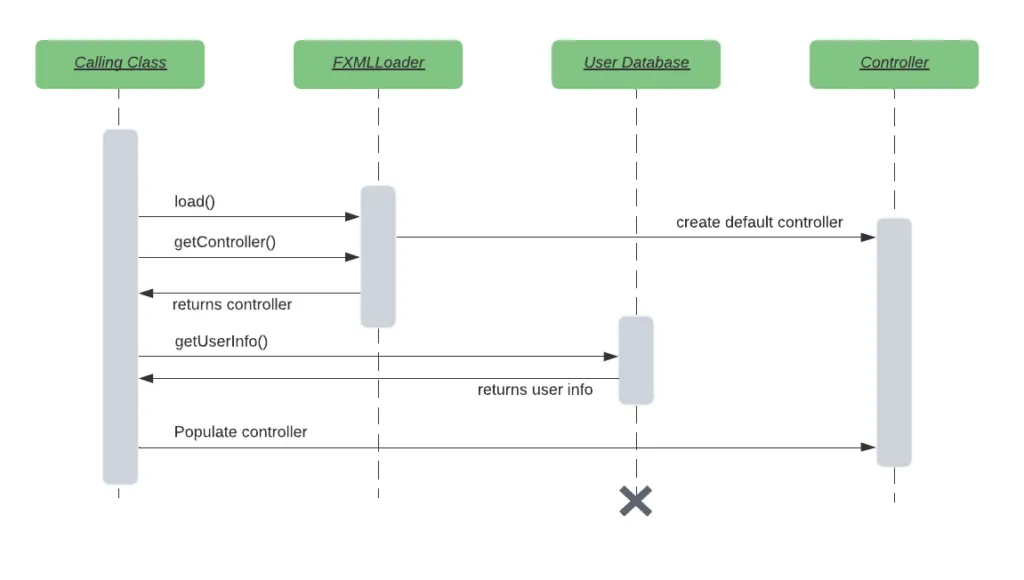 Calling Class
FXMLLoader
User Database
Controller
load()
create default controller
getController()
returns controller
getUserInfo()
returns user info
Populate controller